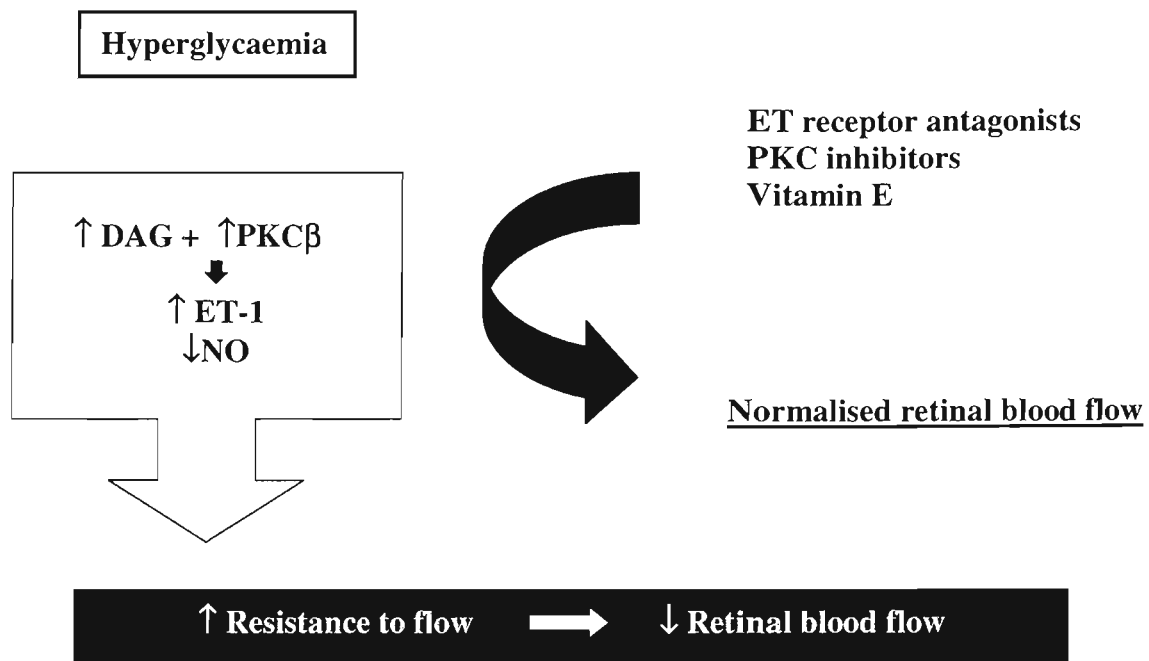 Hyperglycaemia
ET receptor antagonists
PKC inhibitors
Vitamin E
↑ DAG + ↑PKCβ
↑ ET-1
↓NO
Normalised retinal blood flow
↑ Resistance to flow ↓ Retinal blood flow